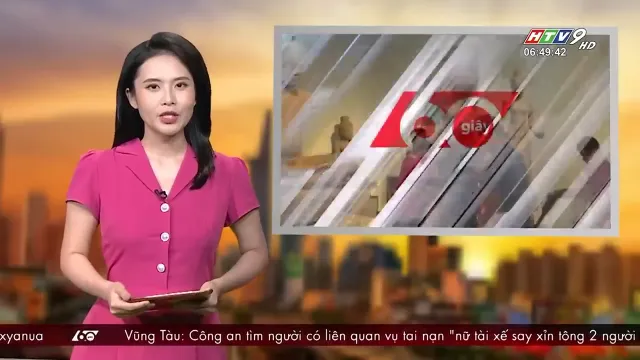 HTV9 HD
06:49:42
60 giây
xyanua 60 Vũng Tàu: Công an tìm người có liên quan vụ tai nạn "nữ tài xế say xỉn tông 2 người